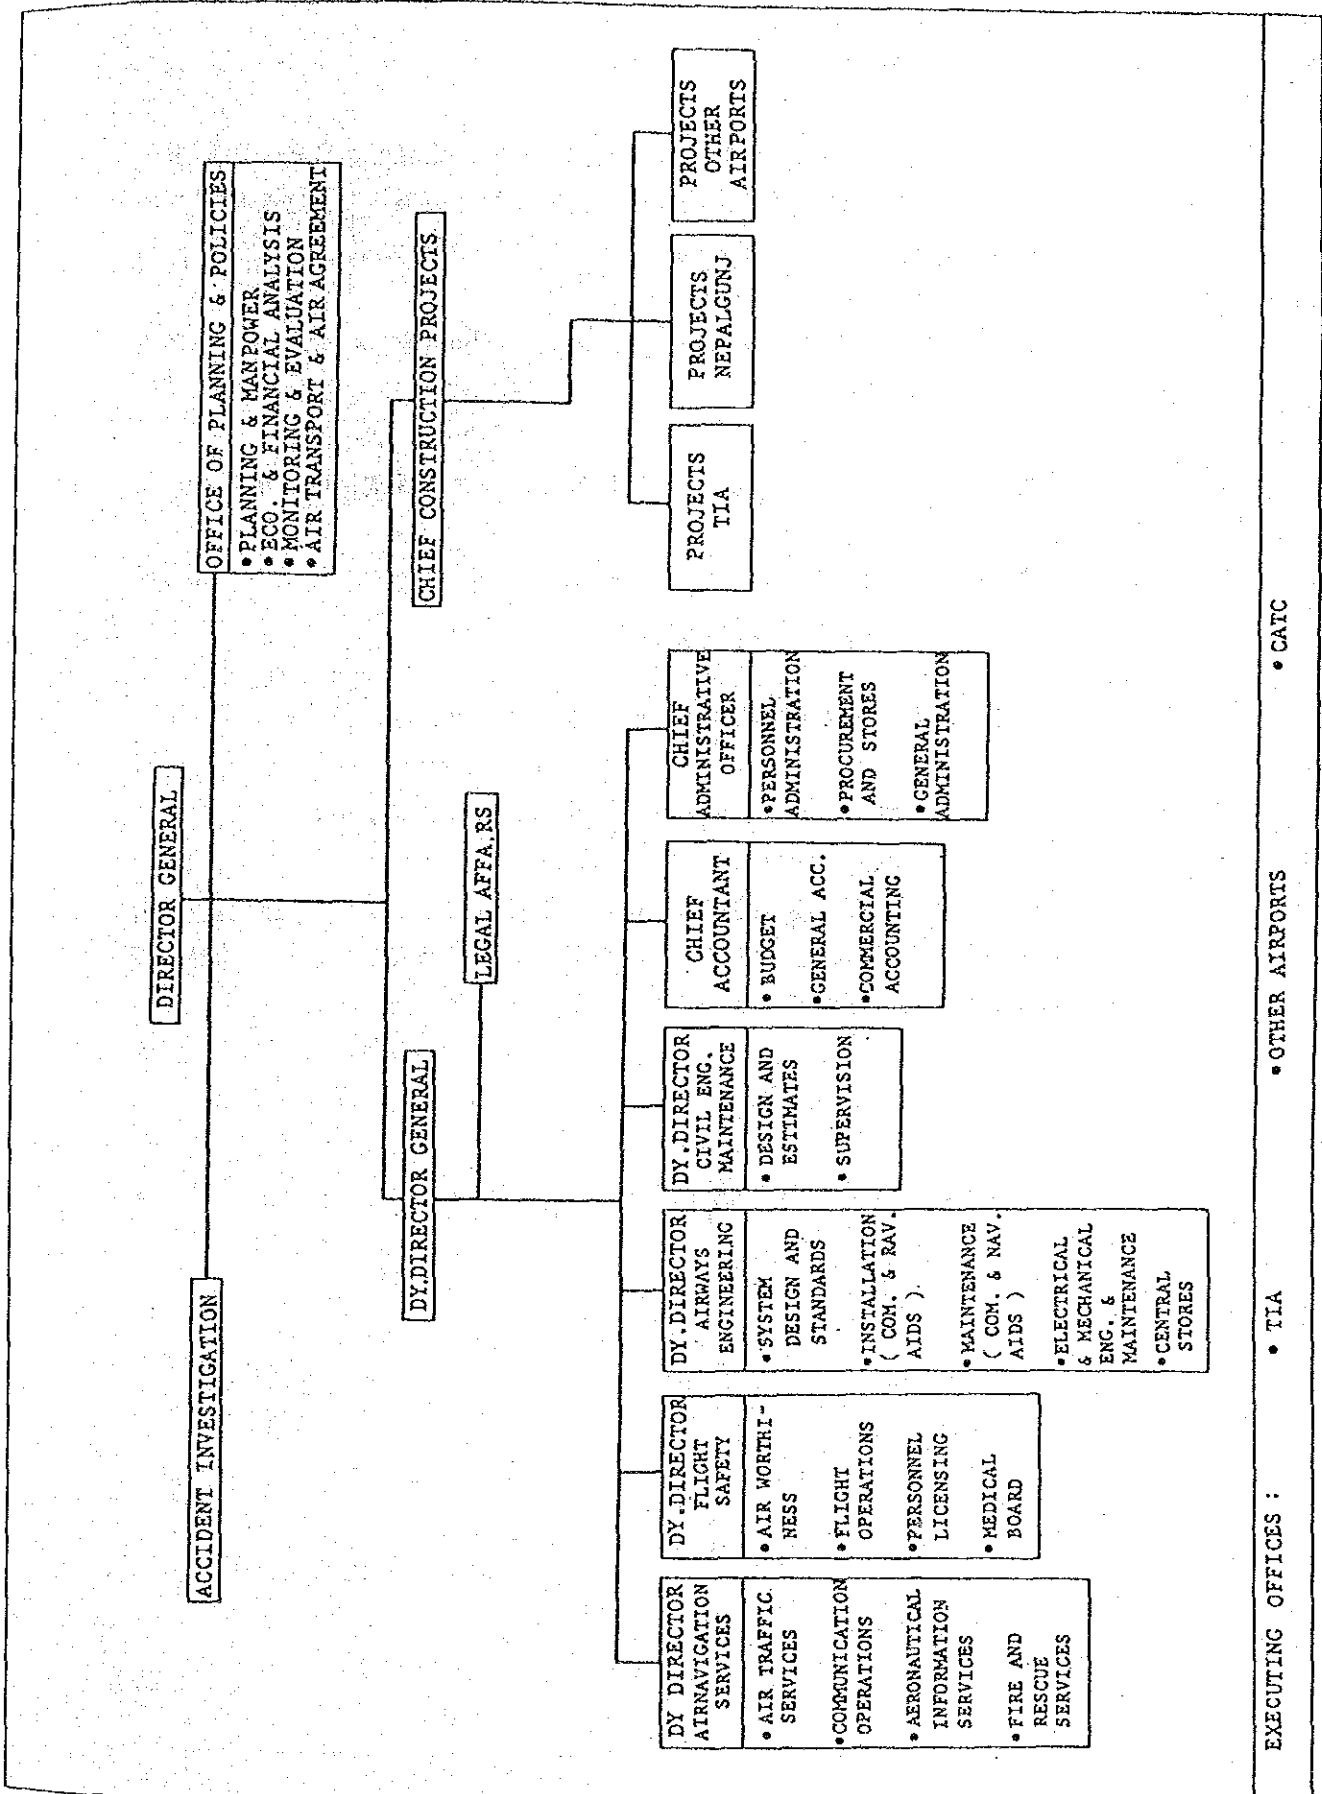 DIRECTOR GENERAL
ACCIDENT INVESTIGATION
OFFICE OF PLANNING & POLICIES
• PLANNING & MANPOWER
• ECO. & FINANCIAL ANALYSIS
• MONITORING & EVALUATION
• AIR TRANSPORT & AIR AGREEMENT
DY.DIRECTOR GENERAL
CHIEF CONSTRUCTION PROJECTS
LEGAL AFFA.RS
DY DIRECTOR
AIRNAVIGATION
SERVICES
• AIR TRAFFIC
SERVICES
• COMMUNICATION
OPERATIONS
• AERONAUTICAL
INFORMATION
SERVICES
• FIRE AND
RESCUE
SERVICES
DY.DIRECTOR
FLIGHT
SAFETY
• AIR WORTHI-
NESS
• FLIGHT
OPERATIONS
• PERSONNEL
LICENSING
• MEDICAL
BOARD
DY.DIRECTOR
AIRWAYS
ENGINEERING
• SYSTEM
DESIGN AND
STANDARDS
• INSTALLATION
( COM. & RAV.
AIDS ).
• MAINTENANCE
( COM. & NAV.
AIDS )
• ELECTRICAL
& MECHANICAL
ENG. &
MAINTENANCE
• CENTRAL
STORES
DY.DIRECTOR
CIVIL ENG.
MAINTENANCE
• DESIGN AND
ESTIMATES
• SUPERVISION
CHIEF
ACCOUNTANT
• BUDGET
• GENERAL ACC.
• COMMERCIAL
ACCOUNTING
CHIEF
ADMINISTRATIVE
OFFICER
• PERSONNEL
ADMINISTRATION
• PROCUREMENT
AND STORES
• GENERAL
ADMINISTRATION
PROJECTS
TIA
PROJECTS
NEPALGUNJ
PROJECTS
OTHER
AIRPORTS
EXECUTING OFFICES : • TIA • OTHER AIRPORTS • CATC